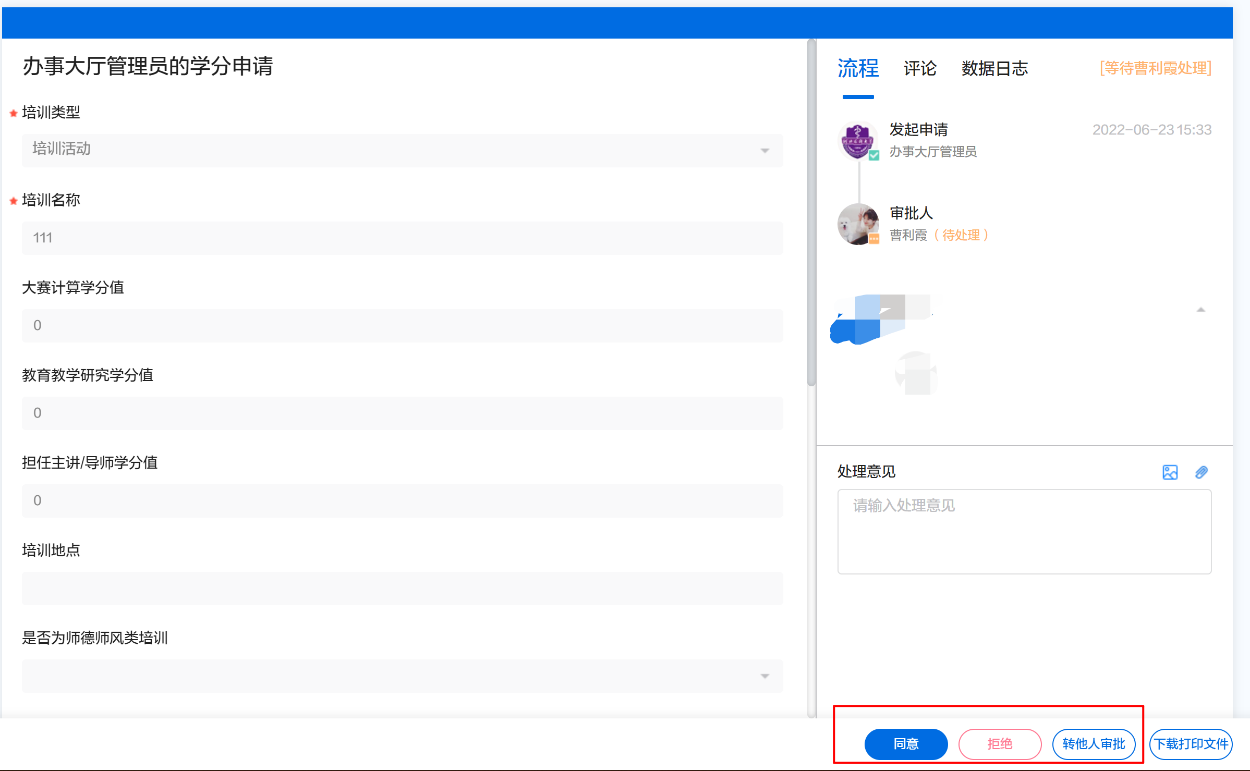 办事大厅管理员的学分申请
培训类型
培训活动
培训名称
111
大赛计算学分值
0
教育教学研究学分值
0
担任主讲/导师学分值
0
培训地点
是否为师德师风类培训
流程 评论 数据日志 [等待曹利霞处理]
发起申请 2022-06-23 15:33
办事大厅管理员
审批人
曹利霞（待处理）
处理意见
请输入处理意见
同意 拒绝 转他人审批 下载打印文件